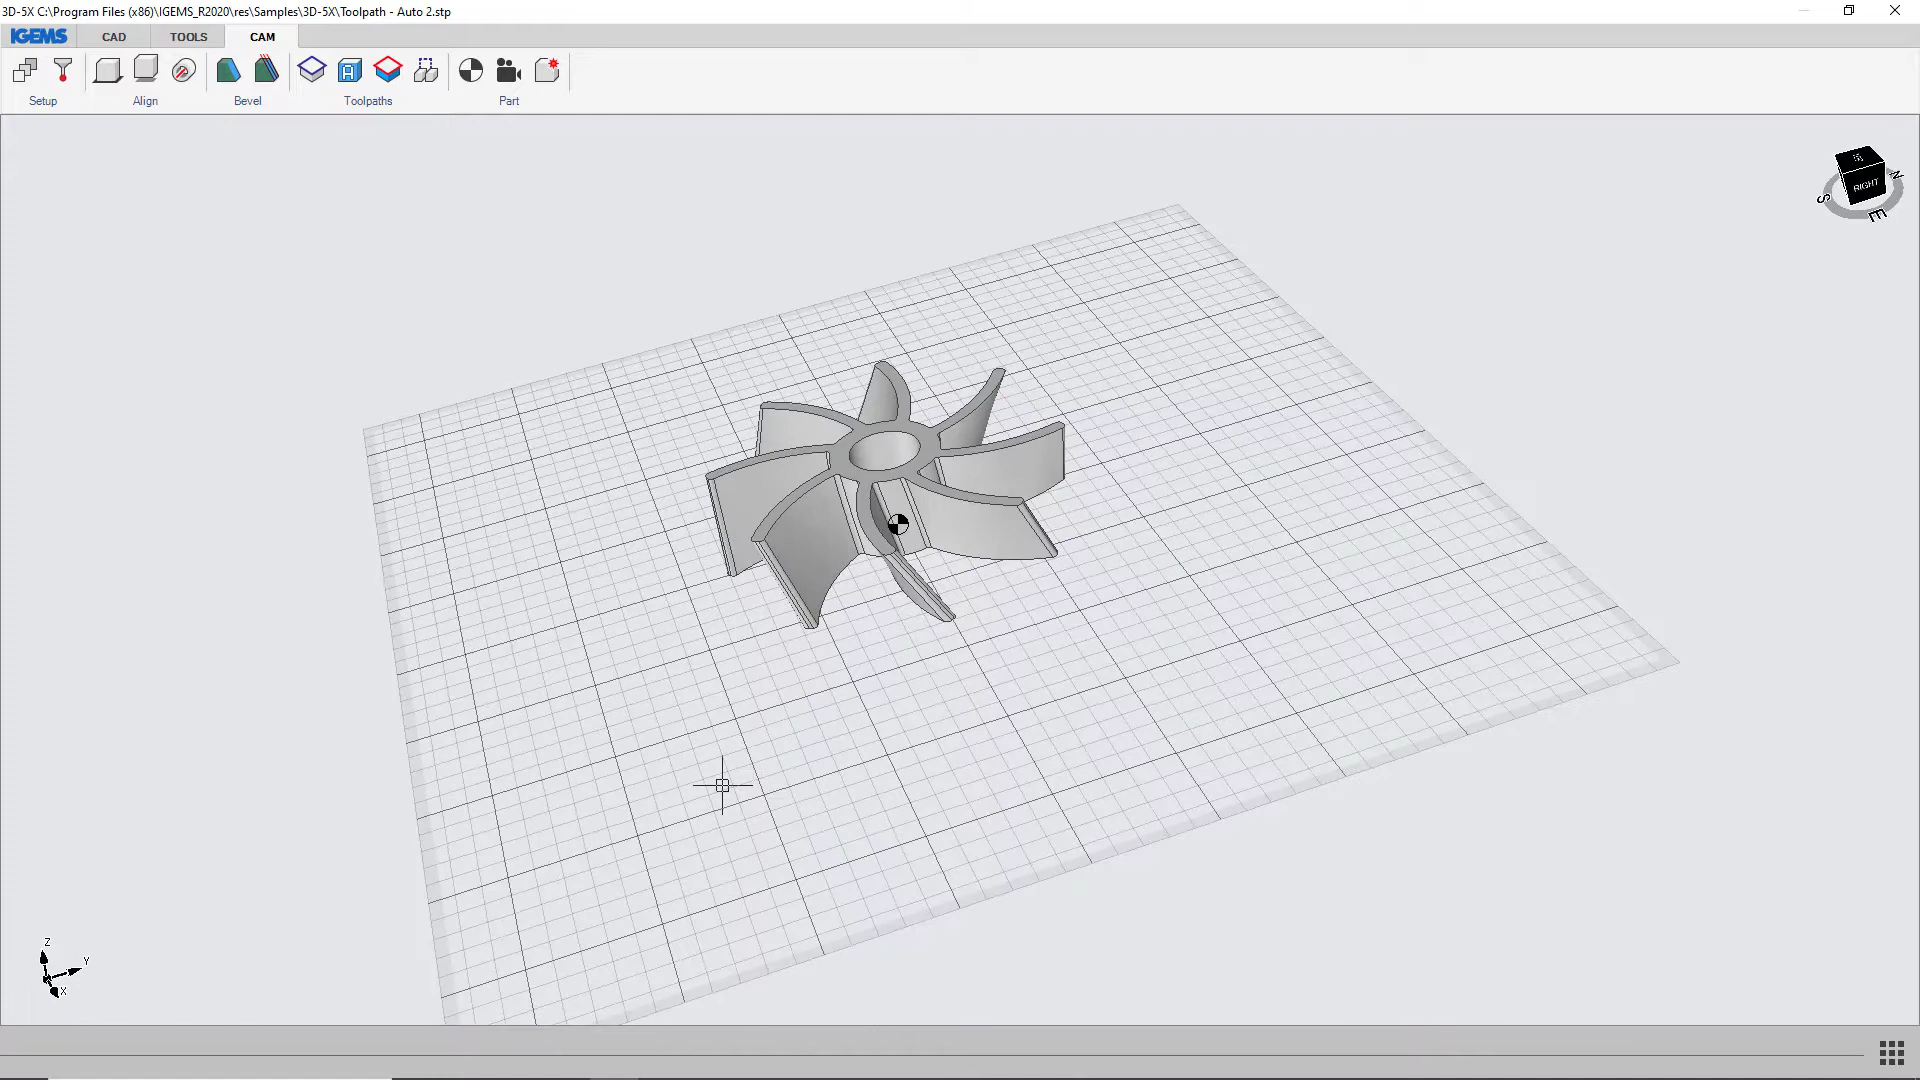 3D-5X C:\Program Files (x86)\IGEMS_R2020\res\Samples\3D-5X\Toolpath - Auto 2.stp
IGEMS CAD TOOLS CAM
Setup Align Bevel Toolpaths Part
RIGHT
N
S
E
Z
Y
X